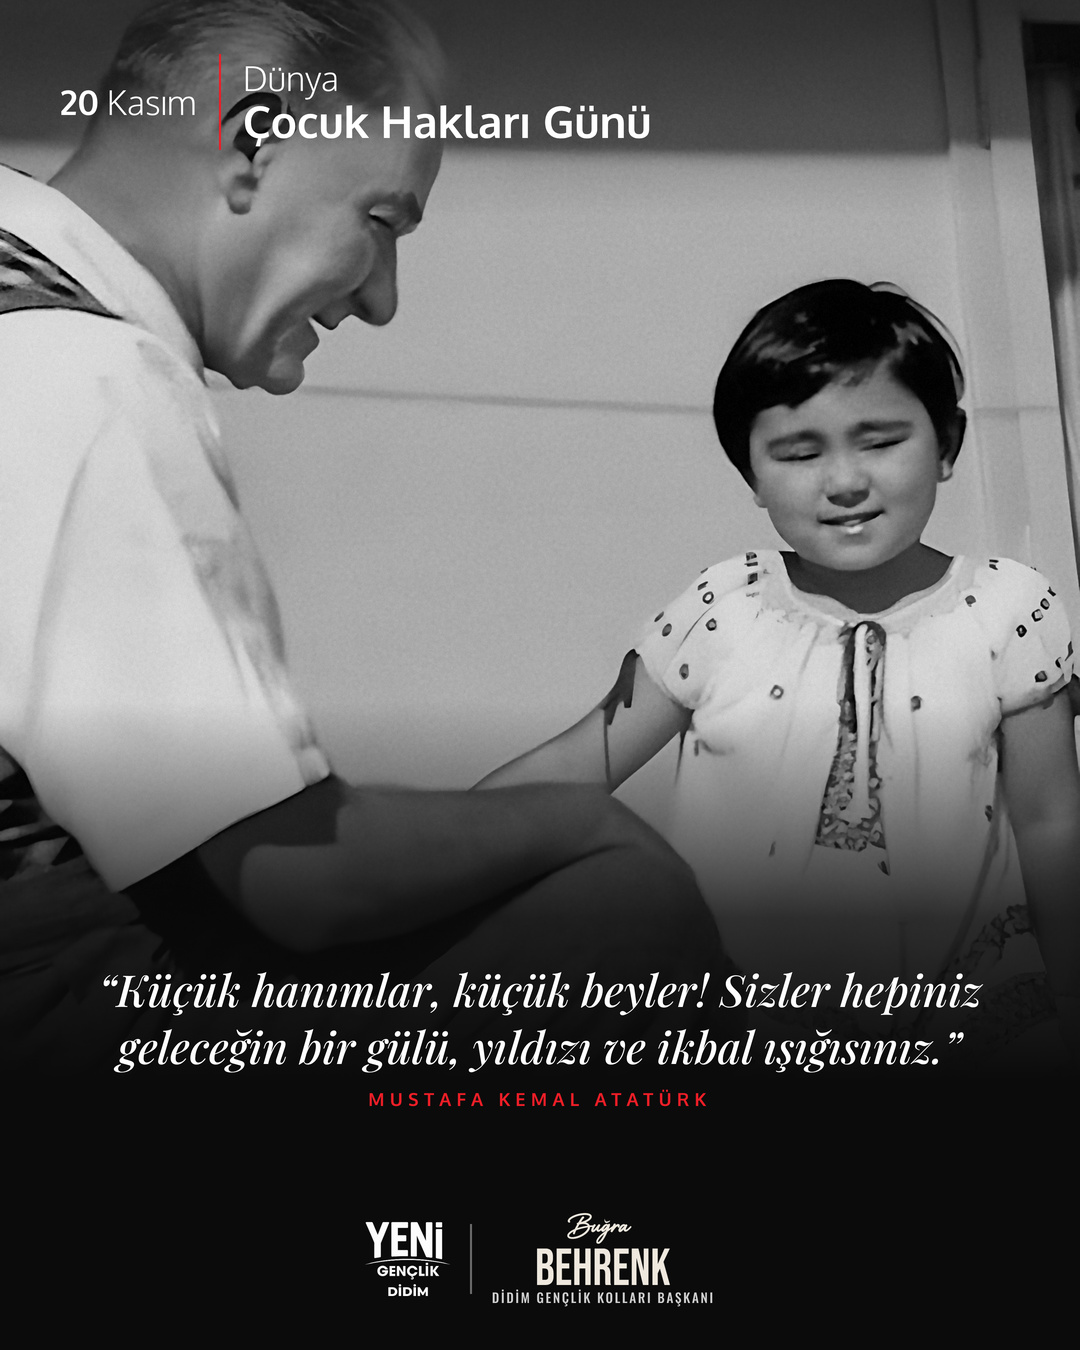 20 Kasım
Dünya
Çocuk Hakları Günü
“Küçük hanımlar, küçük beyler! Sizler hepiniz
geleceğin bir gülü, yıldızı ve ikbal ışığısınız.”
MUSTAFA KEMAL ATATÜRK
YENİ
GENÇLİK
DİDİM
Buğra
BEHRENK
DİDİM GENÇLİK KOLLARI BAŞKANI